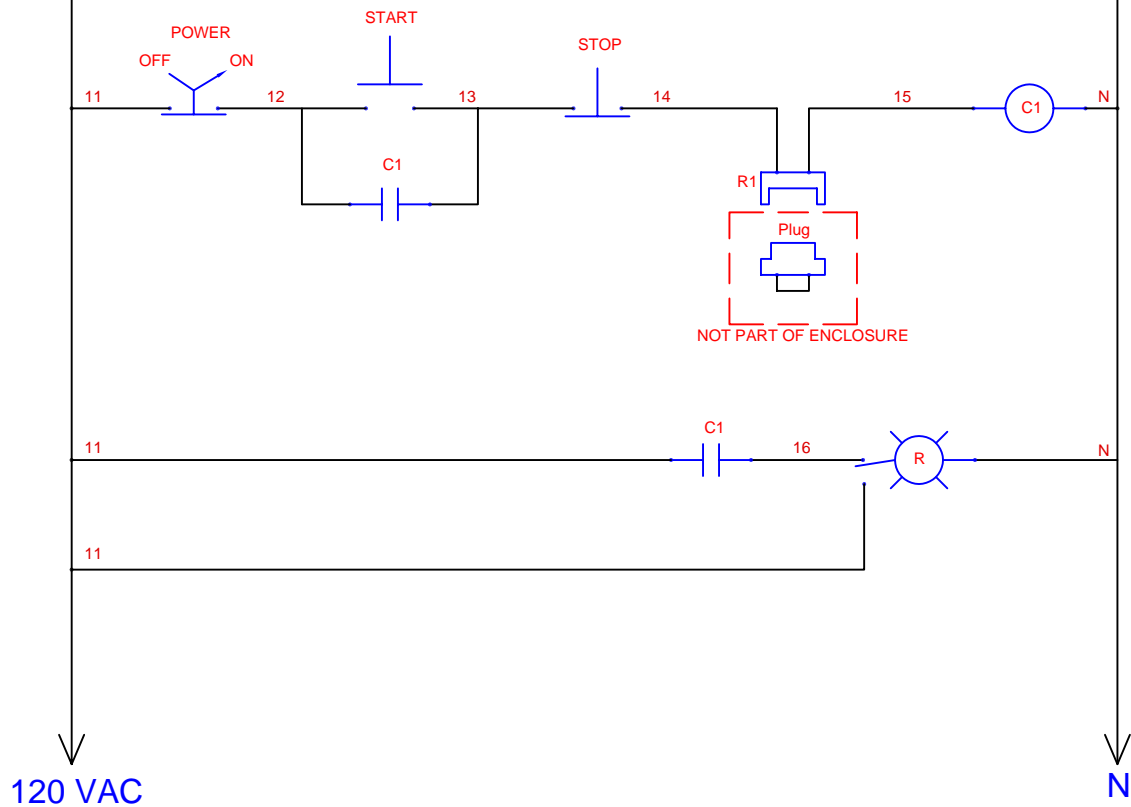 START
POWER
STOP
OFF ON
11 12 13 14 15 C1 N
C1
R1
Plug
NOT PART OF ENCLOSURE
C1
11 16 R N
11
120 VAC N